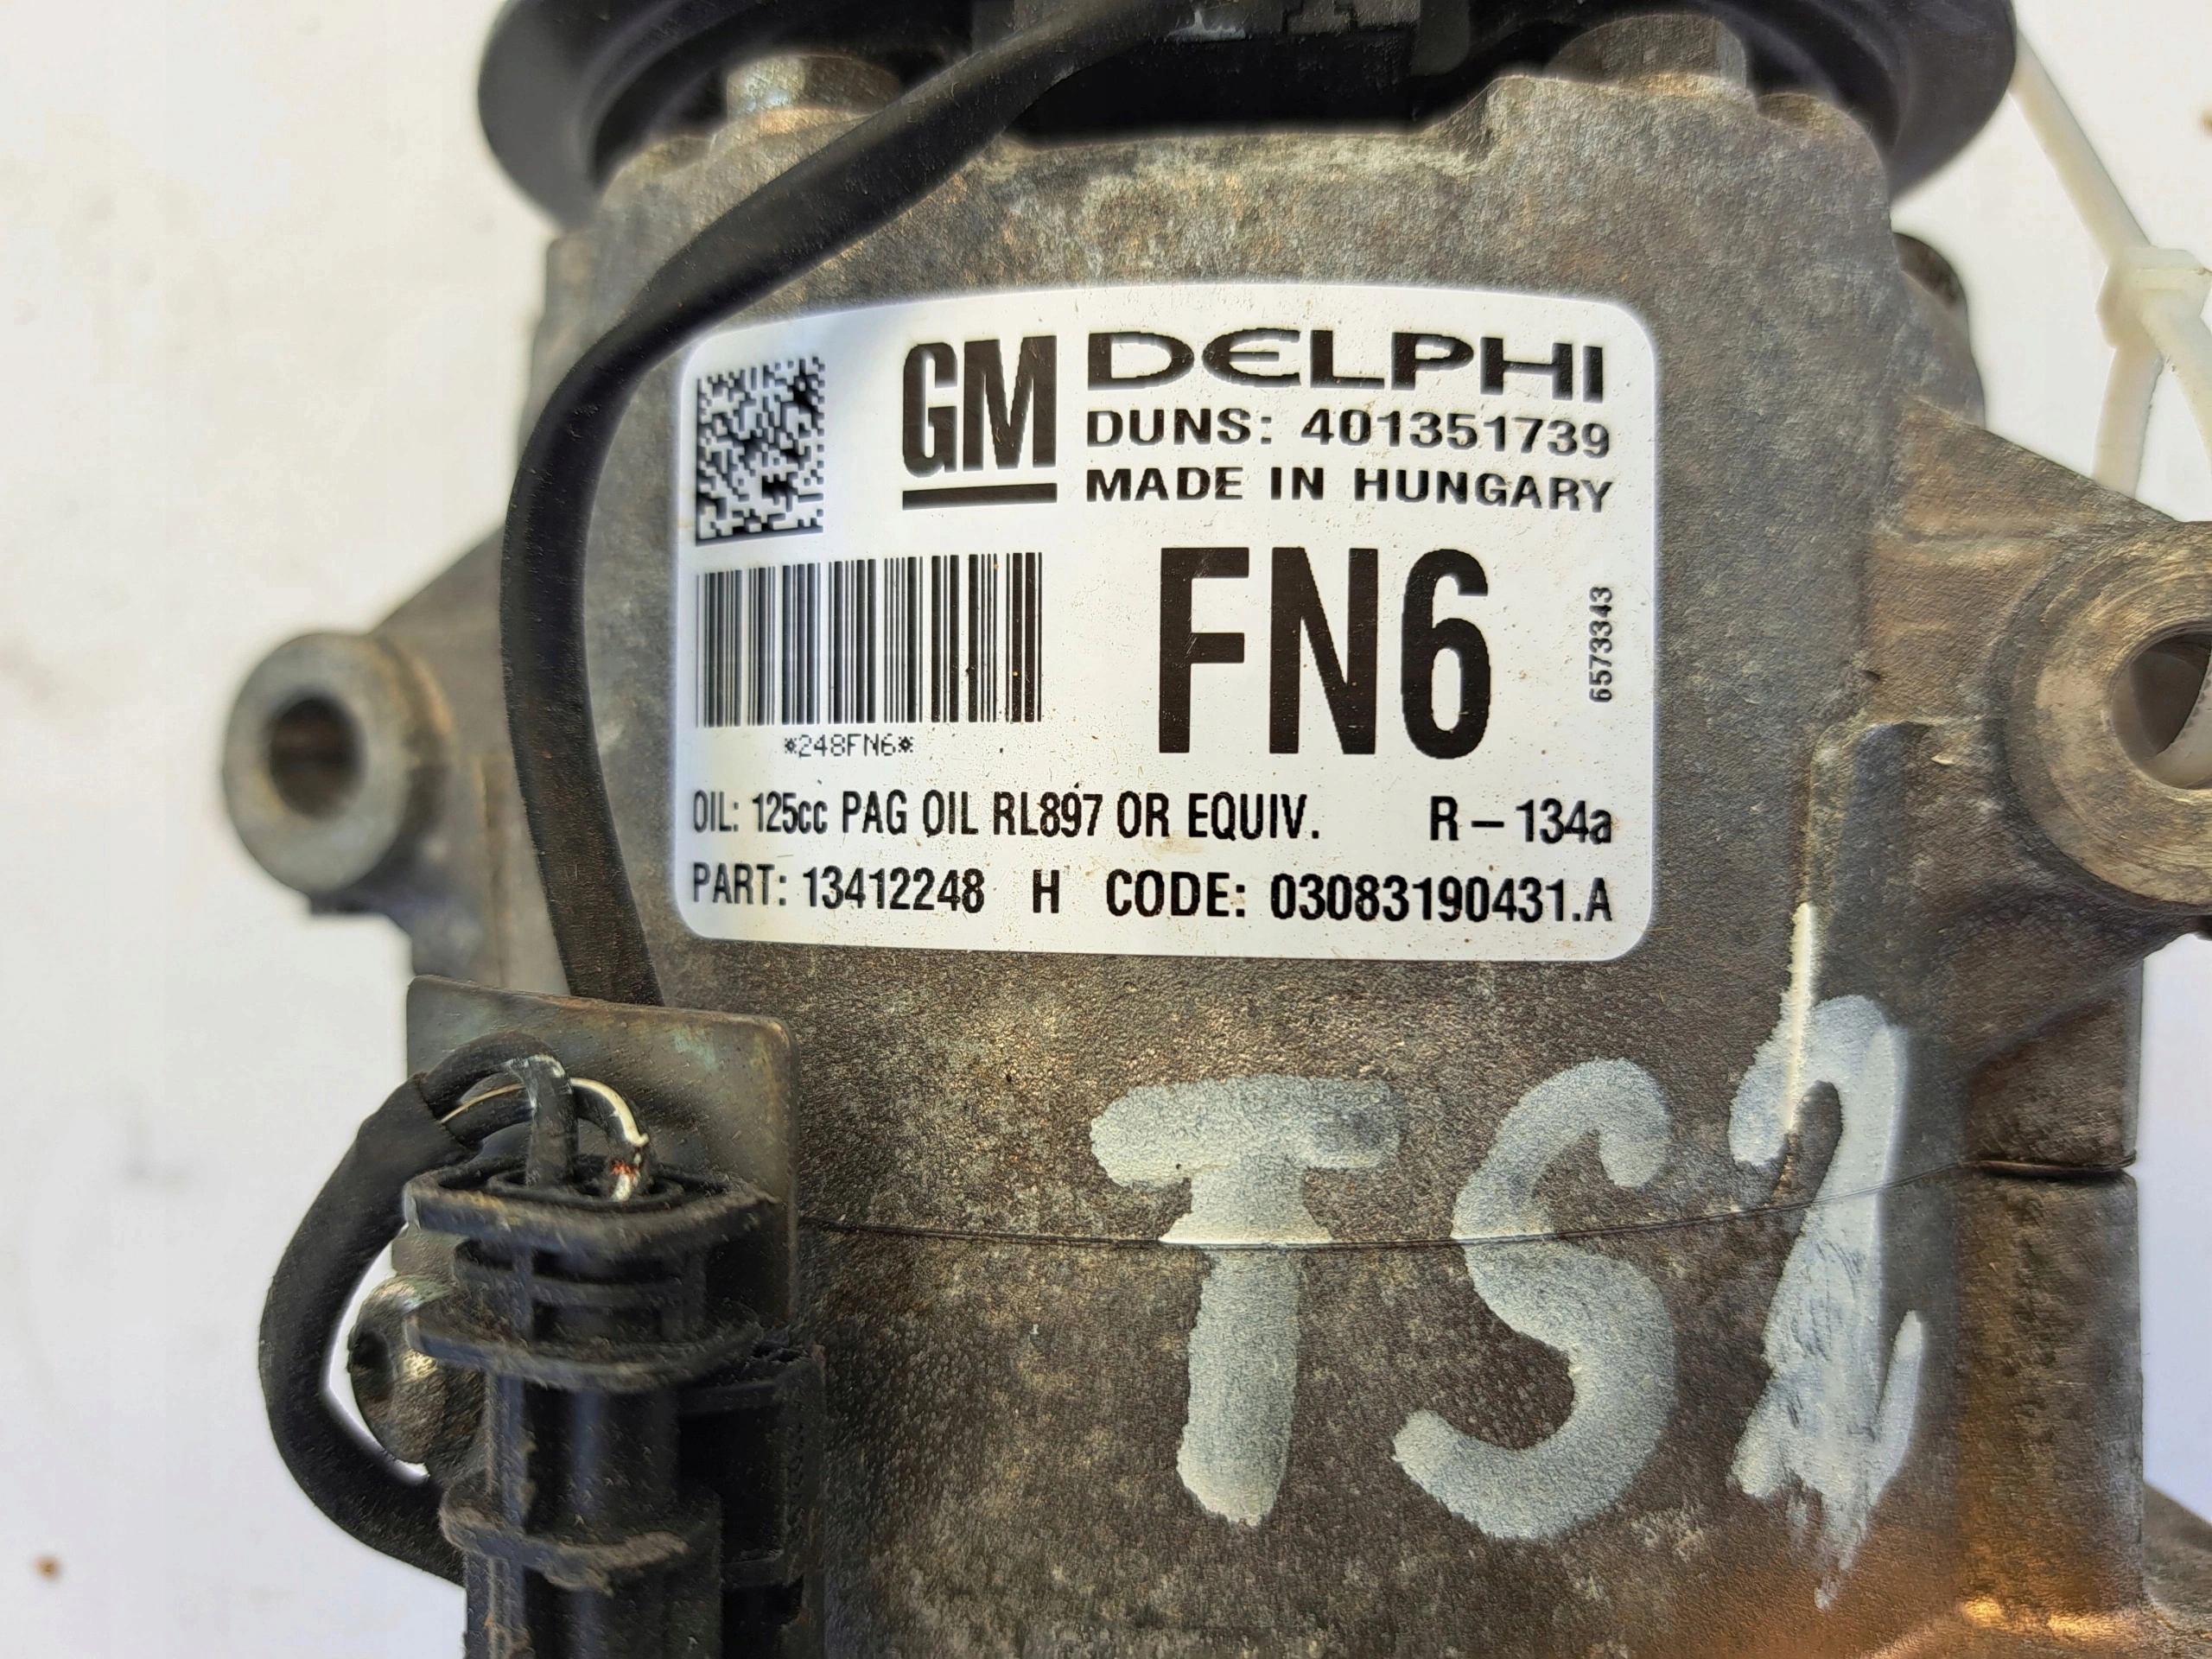 GM DELPHI
DUNS: 401351739
MADE IN HUNGARY
*248FN6*
FN6
6573343
OIL: 125cc PAG OIL RL897 OR EQUIV. R-134a
PART: 13412248 H CODE: 03083190431.A
TS2